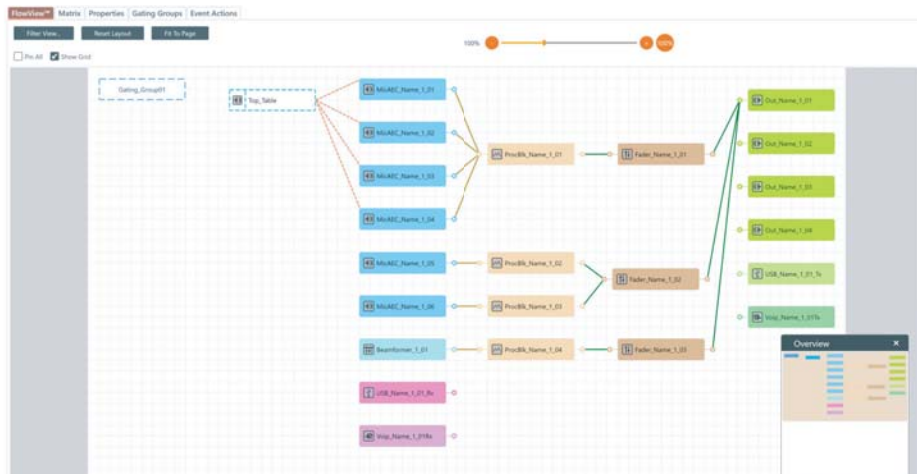 FlowView™ Matrix Properties Gating Groups Event Actions
Filter View.. Reset Layout Fit To Page
100% 100%
Pin All Show Grid
Gating_Group01
Top_Table
MicAEC_Name_1_01
MicAEC_Name_1_02
MicAEC_Name_1_03
MicAEC_Name_1_04
MicAEC_Name_1_05
MicAEC_Name_1_06
Beamformer_1_01
USB_Name_1_01_Rx
Voip_Name_1_01Rx
ProcBlk_Name_1_01
ProcBlk_Name_1_02
ProcBlk_Name_1_03
ProcBlk_Name_1_04
Fader_Name_1_01
Fader_Name_1_02
Fader_Name_1_03
Out_Name_1_01
Out_Name_1_02
Out_Name_1_03
Out_Name_1_04
USB_Name_1_01_Tx
Voip_Name_1_01Tx
Overview ×